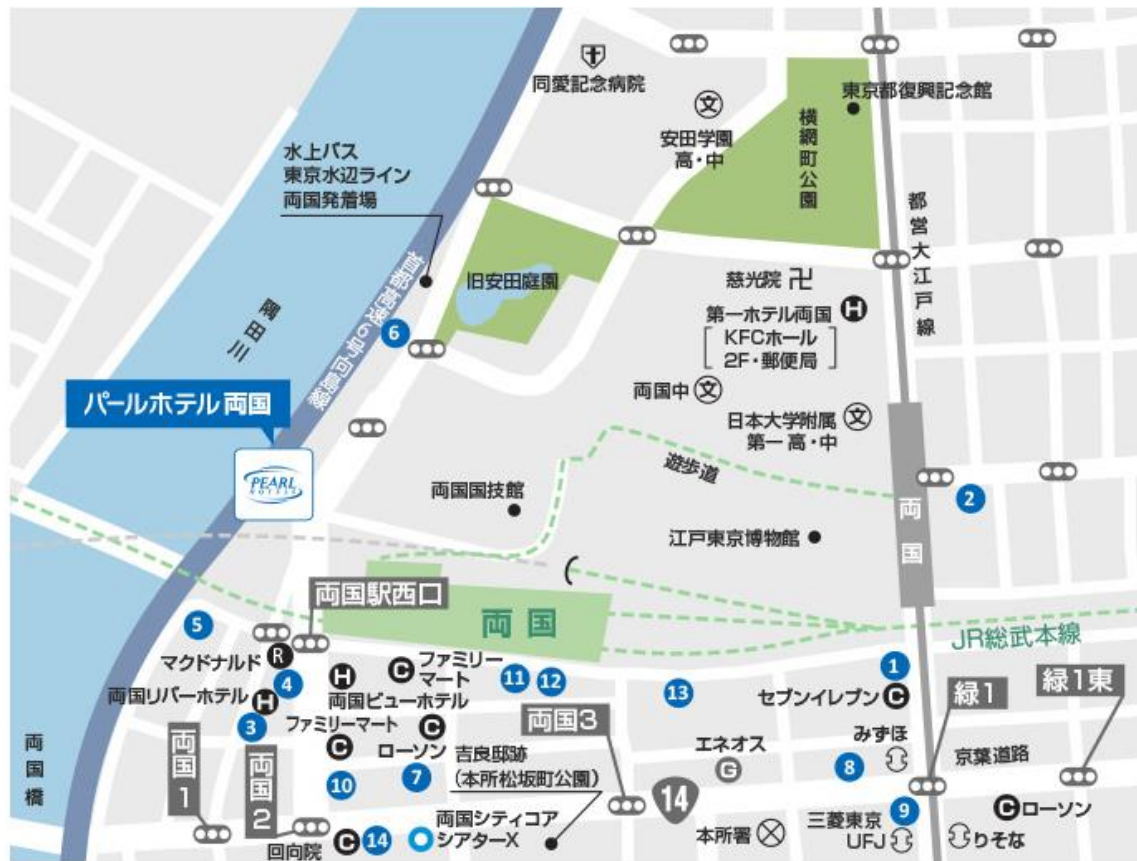 同愛記念病院
文
安田学園
高・中
東京都復興記念館
横網町公園
水上バス
東京水辺ライン
両国発着場
都営大江戸線
首都高速6号向島線
隅田川
旧安田庭園
6
慈光院
第一ホテル両国
H
KFCホール
2F・郵便局
両国中
文
日本大学附属
第一 高・中
文
パールホテル両国
PEARL
HOTELS
両国国技館
遊歩道
江戸東京博物館
両国
2
両国駅西口
両国
JR総武本線
5
マクドナルド
R
4
両国リバーホテル
H
3
H
両国ビューホテル
C
ファミリー
マート
11
12
13
1
セブンイレブン
C
緑1
緑1東
ファミリーマート
C
ローソン
C
両国3
エネオス
G
みずほ
8
京葉道路
両国橋
両国1
両国2
10
7
吉良邸跡
(本所松坂町公園)
14
9
三菱東京
UFJ
C
ローソン
りそな
回向院
C
14
両国シティコア
シアターX
本所署